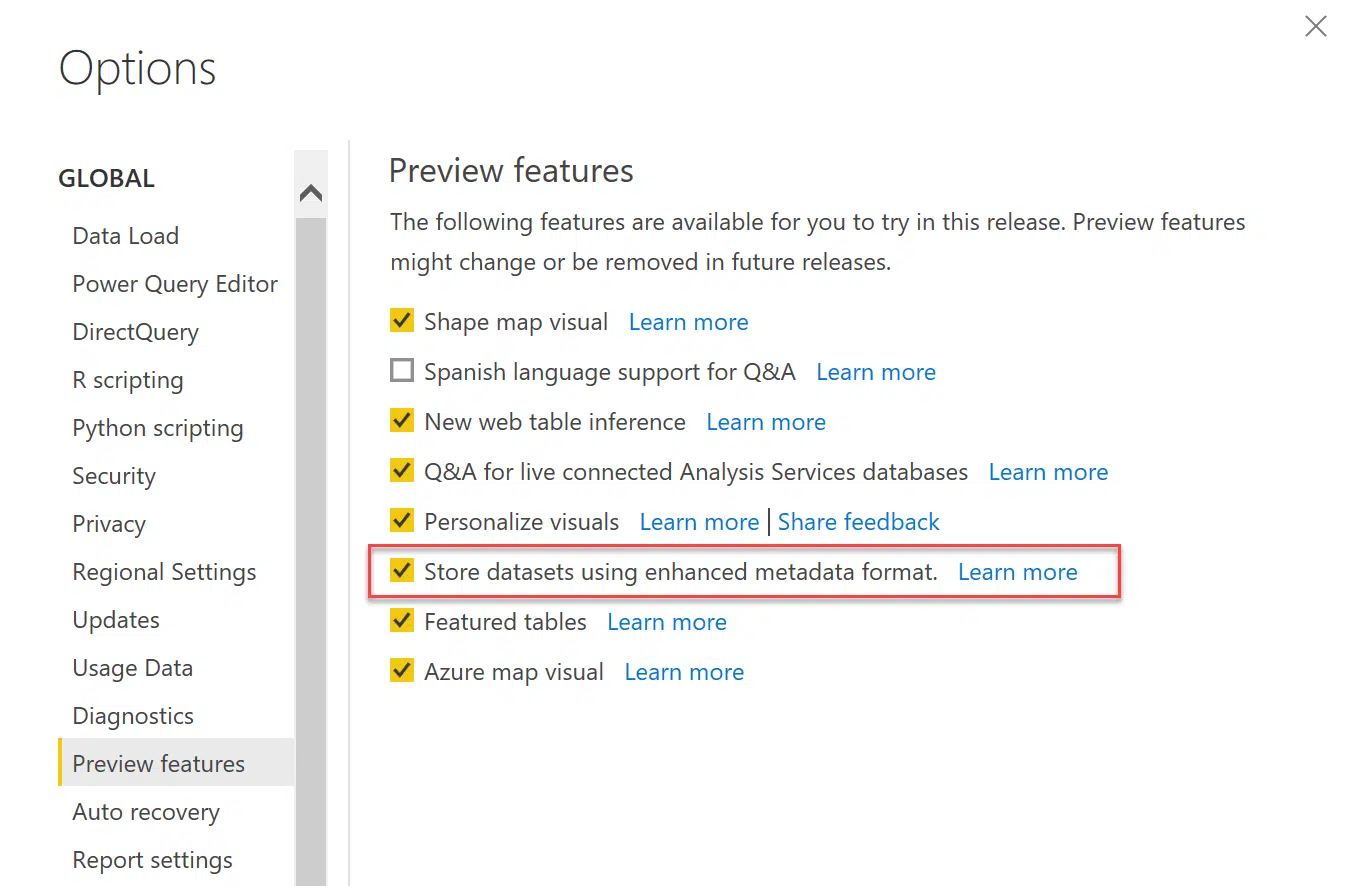 Options
GLOBAL
Data Load
Power Query Editor
DirectQuery
R scripting
Python scripting
Security
Privacy
Regional Settings
Updates
Usage Data
Diagnostics
Preview features
Auto recovery
Report settings
Preview features
The following features are available for you to try in this release. Preview features
might change or be removed in future releases.
Shape map visual Learn more
Spanish language support for Q&A Learn more
New web table inference Learn more
Q&A for live connected Analysis Services databases Learn more
Personalize visuals Learn more | Share feedback
Store datasets using enhanced metadata format. Learn more
Featured tables Learn more
Azure map visual Learn more